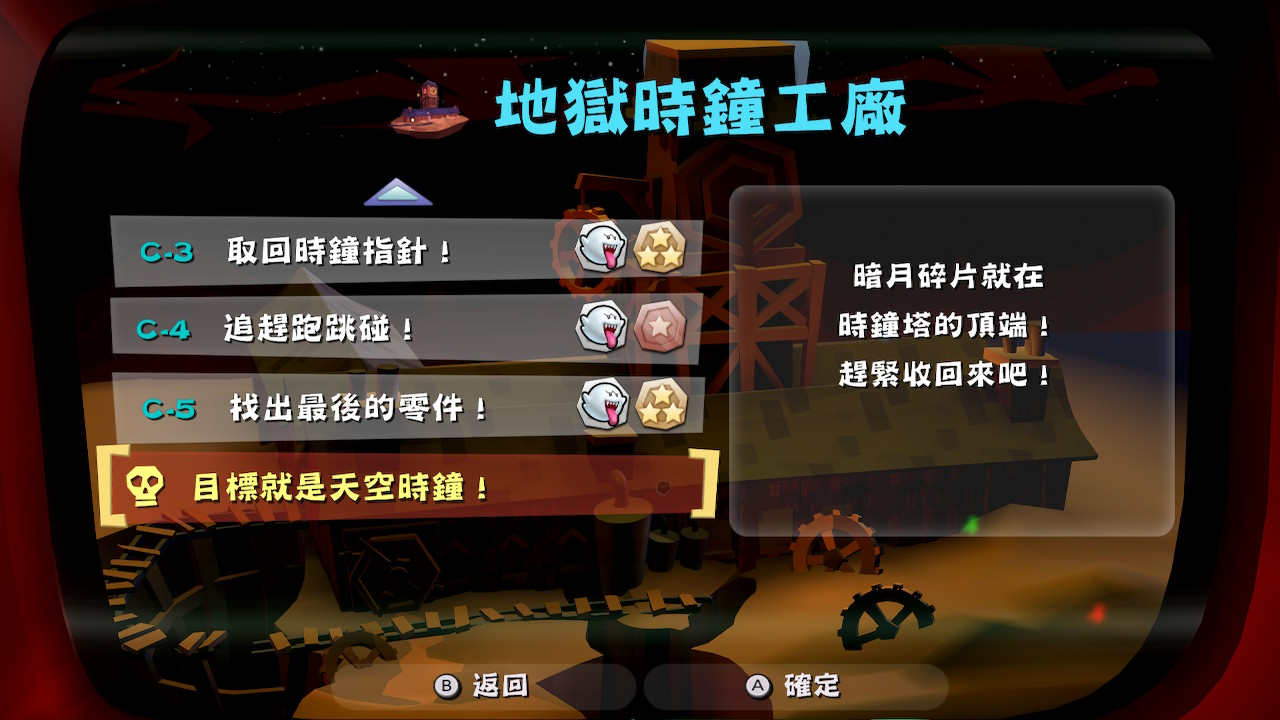 地獄時鐘工廠
C-3 取回時鐘指針！
C-4 追趕跑跳碰！
C-5 找出最後的零件！
目標就是天空時鐘！
暗月碎片就在
時鐘塔的頂端！
趕緊收回來吧！
B 返回
A 確定